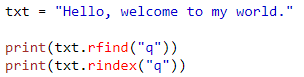 txt = "Hello, welcome to my world."
print(txt.rfind("q"))
print(txt.rindex("q"))